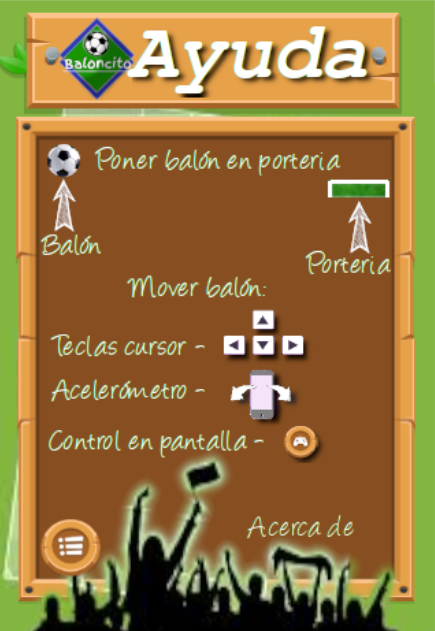 Baloncito
Ayuda
Poner balón en porteria
Balón
Porteria
Mover balón:
Teclas cursor -
Acelerómetro -
Control en pantalla -
Acerca de